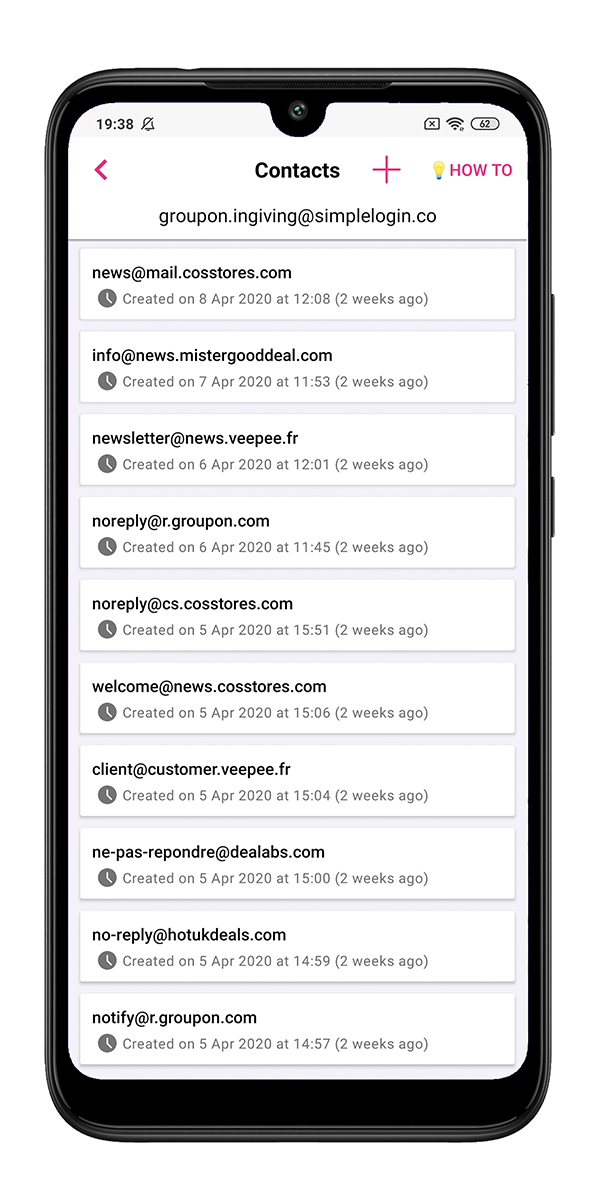 19:38 62
Contacts HOW TO
groupon.ingiving@simplelogin.co
news@mail.cosstores.com
Created on 8 Apr 2020 at 12:08 (2 weeks ago)
info@news.mistergooddeal.com
Created on 7 Apr 2020 at 11:53 (2 weeks ago)
newsletter@news.veepee.fr
Created on 6 Apr 2020 at 12:01 (2 weeks ago)
noreply@r.groupon.com
Created on 6 Apr 2020 at 11:45 (2 weeks ago)
noreply@cs.cosstores.com
Created on 5 Apr 2020 at 15:51 (2 weeks ago)
welcome@news.cosstores.com
Created on 5 Apr 2020 at 15:06 (2 weeks ago)
client@customer.veepee.fr
Created on 5 Apr 2020 at 15:04 (2 weeks ago)
ne-pas-repondre@dealabs.com
Created on 5 Apr 2020 at 15:00 (2 weeks ago)
no-reply@hotukdeals.com
Created on 5 Apr 2020 at 14:59 (2 weeks ago)
notify@r.groupon.com
Created on 5 Apr 2020 at 14:57 (2 weeks ago)